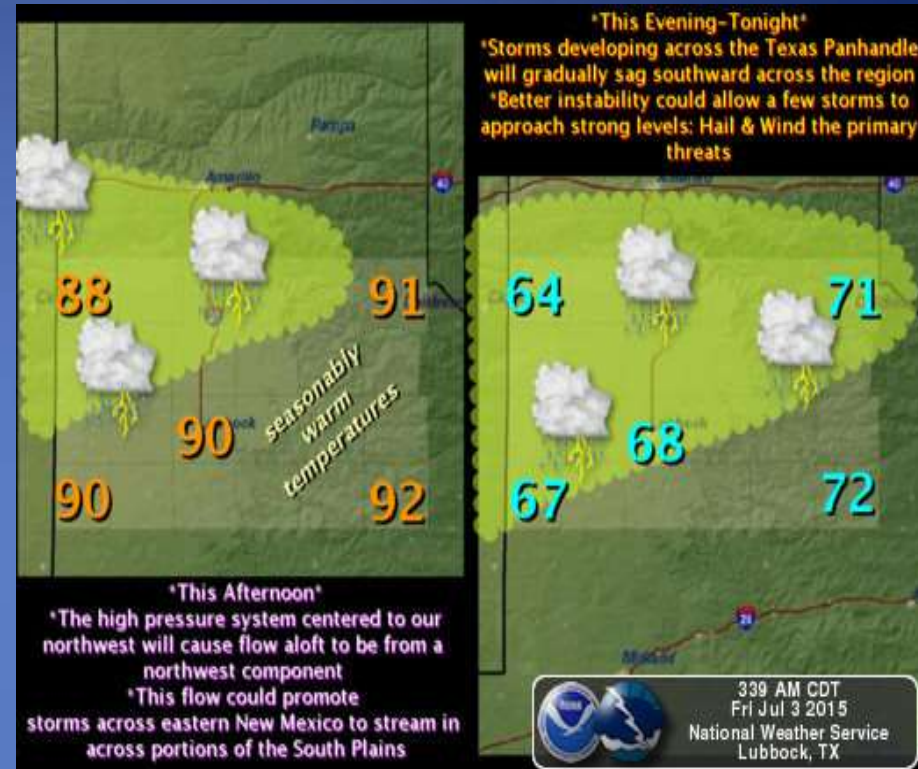 *This Evening-Tonight*
*Storms developing across the Texas Panhandle
will gradually sag southward across the region
*Better instability could allow a few storms to
approach strong levels: Hail & Wind the primary
threats
Pampa
Amarillo
40
88
91
seasonably
warm
temperatures
90
90
92
40
64
71
68
67
72
20
*This Afternoon*
*The high pressure system centered to our
northwest will cause flow aloft to be from a
northwest component
*This flow could promote
storms across eastern New Mexico to stream in
across portions of the South Plains
339 AM CDT
Fri Jul 3 2015
National Weather Service
Lubbock, TX